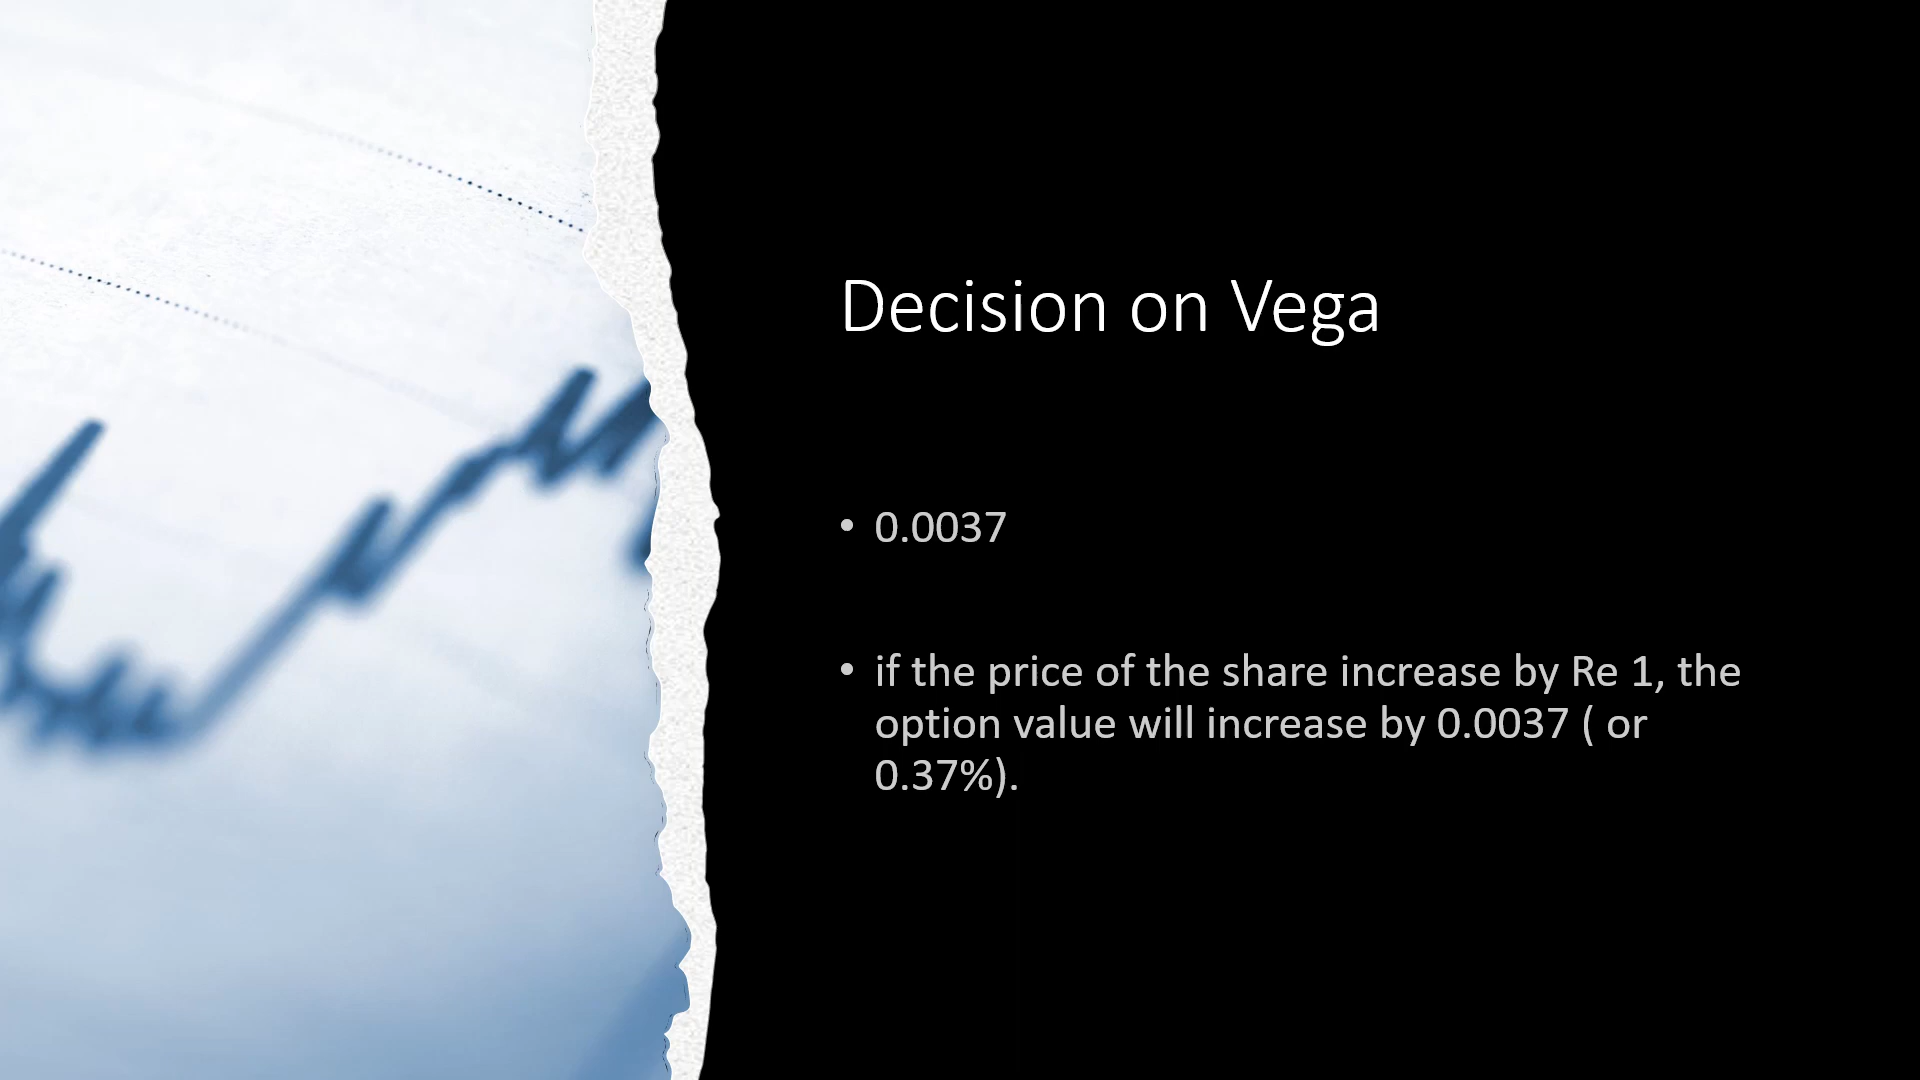 Decision on Vega
• 0.0037
• if the price of the share increase by Re 1, the
option value will increase by 0.0037 ( or
0.37%).